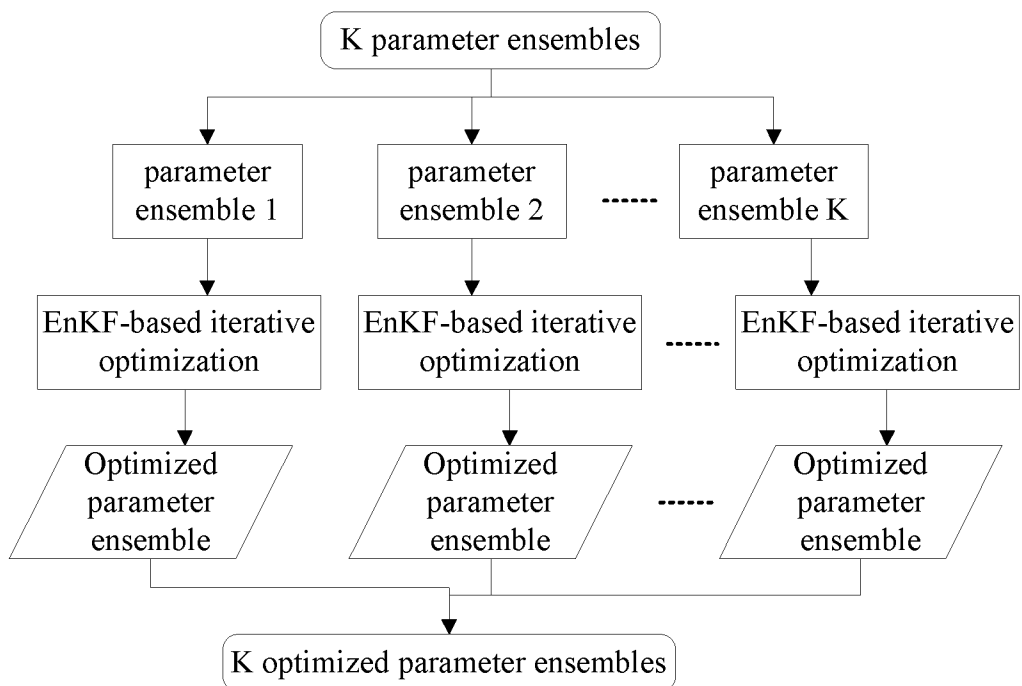 K parameter ensembles
parameter
ensemble 1
parameter
ensemble 2
parameter
ensemble K
EnKF-based iterative
optimization
EnKF-based iterative
optimization
EnKF-based iterative
optimization
Optimized
parameter
ensemble
Optimized
parameter
ensemble
Optimized
parameter
ensemble
K optimized parameter ensembles